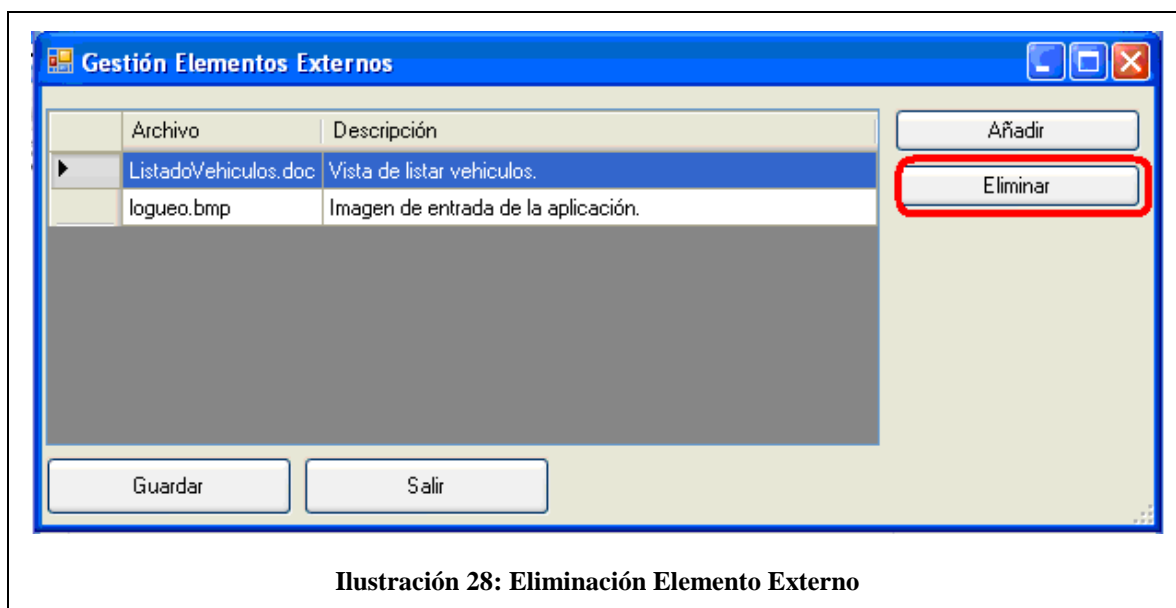 Gestión Elementos Externos
Archivo Descripción
Añadir
ListadoVehiculos.doc Vista de listar vehiculos.
Eliminar
logueo.bmp Imagen de entrada de la aplicación.
Guardar Salir
Ilustración 28: Eliminación Elemento Externo